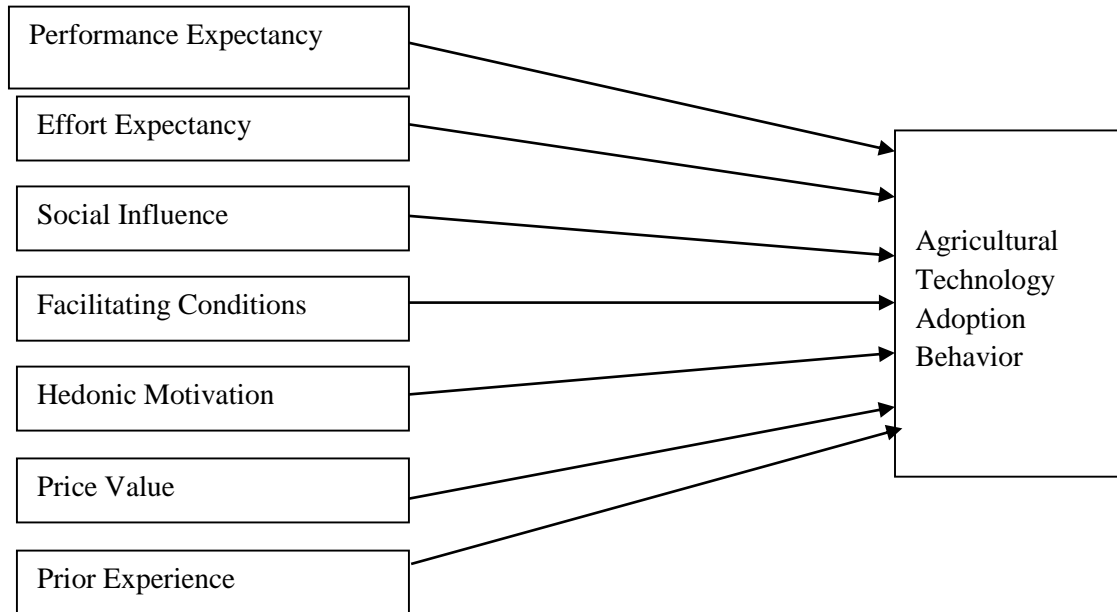 Performance Expectancy
Effort Expectancy
Social Influence
Facilitating Conditions
Hedonic Motivation
Price Value
Prior Experience
Agricultural
Technology
Adoption
Behavior